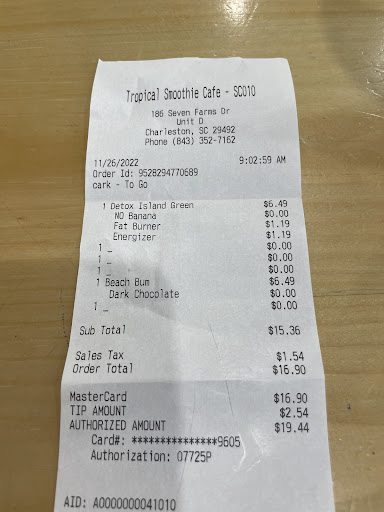 Tropical Smoothie Cafe - SC010
186 Seven Farms Dr
Unit D
Charleston, SC 29492
Phone (843) 352-7162
11/26/2022 9:02:59 AM
Order Id: 9528294770689
cark - To Go
1 Detox Island Green $6.49
NO Banana $0.00
Fat Burner $1.19
Energizer $1.19
1 _ $0.00
1 _ $0.00
1 _ $0.00
1 Beach Bum $6.49
Dark Chocolate $0.00
1 _ $0.00
Sub Total $15.36
Sales Tax $1.54
Order Total $16.90
MasterCard $16.90
TIP AMOUNT $2.54
AUTHORIZED AMOUNT $19.44
Card#: ***************9605
Authorization: 07725P
AID: A0000000041010